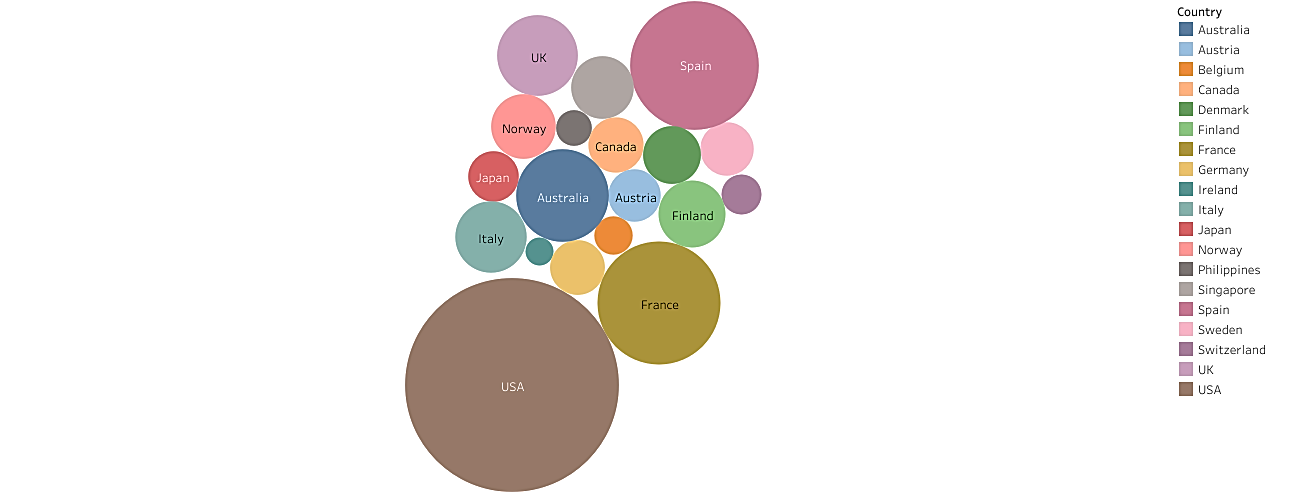 UK
Spain
Norway
Canada
Japan
Australia
Austria
Finland
Italy
France
USA
Country
Australia
Austria
Belgium
Canada
Denmark
Finland
France
Germany
Ireland
Italy
Japan
Norway
Philippines
Singapore
Spain
Sweden
Switzerland
UK
USA